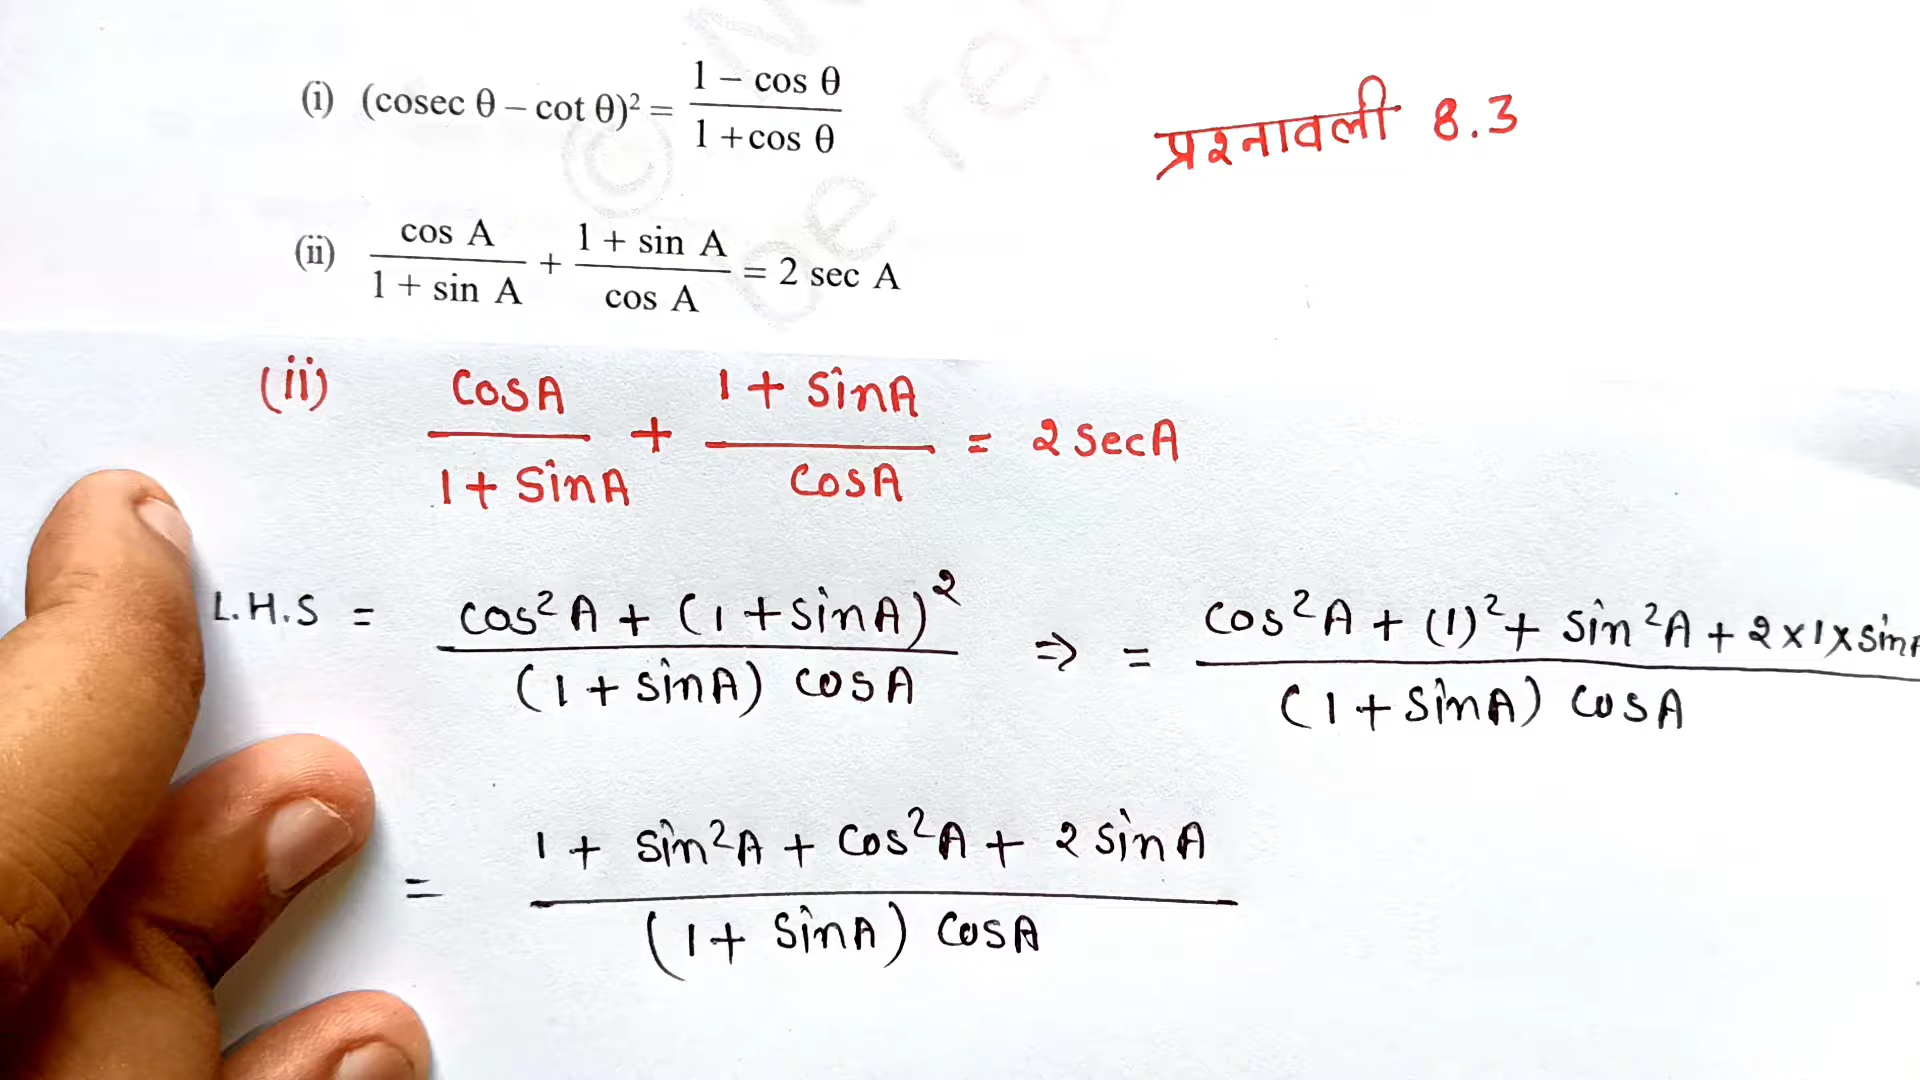 (i) (cosec θ – cot θ)² = (1 – cos θ)/(1 + cos θ)
प्रश्नावली 8.3
(ii) cos A/(1 + sin A) + (1 + sin A)/cos A = 2 sec A
(ii) CosA/(1 + SinA) + (1 + SinA)/CosA = 2 SecA
L.H.S = (cos²A + (1 + sinA)²)/((1 + sinA) cosA) ⇒ = (cos²A + (1)² + sin²A + 2×1×sinA)/((1 + sinA) cosA)
= (1 + sin²A + cos²A + 2 sinA)/((1 + sinA) cosA)